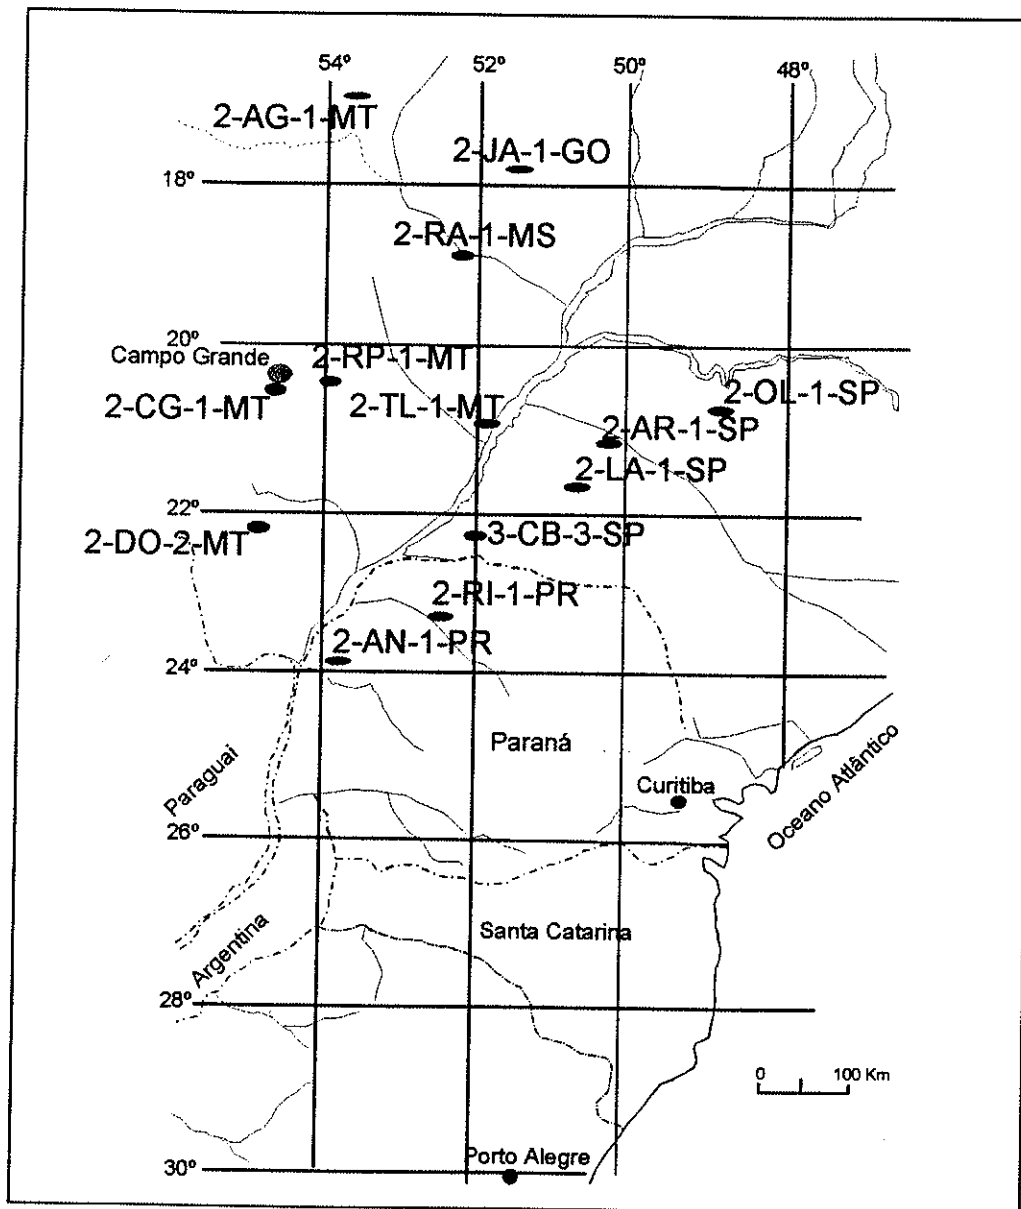 54º 52º 50º 48º
2-AG-1-MT
2-JA-1-GO
18º
2-RA-1-MS
20º
Campo Grande
2-RP-1-MT
2-CG-1-MT
2-TL-1-MT
2-OL-1-SP
2-AR-1-SP
2-LA-1-SP
22º
2-DO-2-MT
3-CB-3-SP
2-RI-1-PR
2-AN-1-PR
24º
Paraná
Paraguai
Curitiba
Oceano Atlântico
26º
Argentina
Santa Catarina
28º
0 100 Km
Porto Alegre
30º